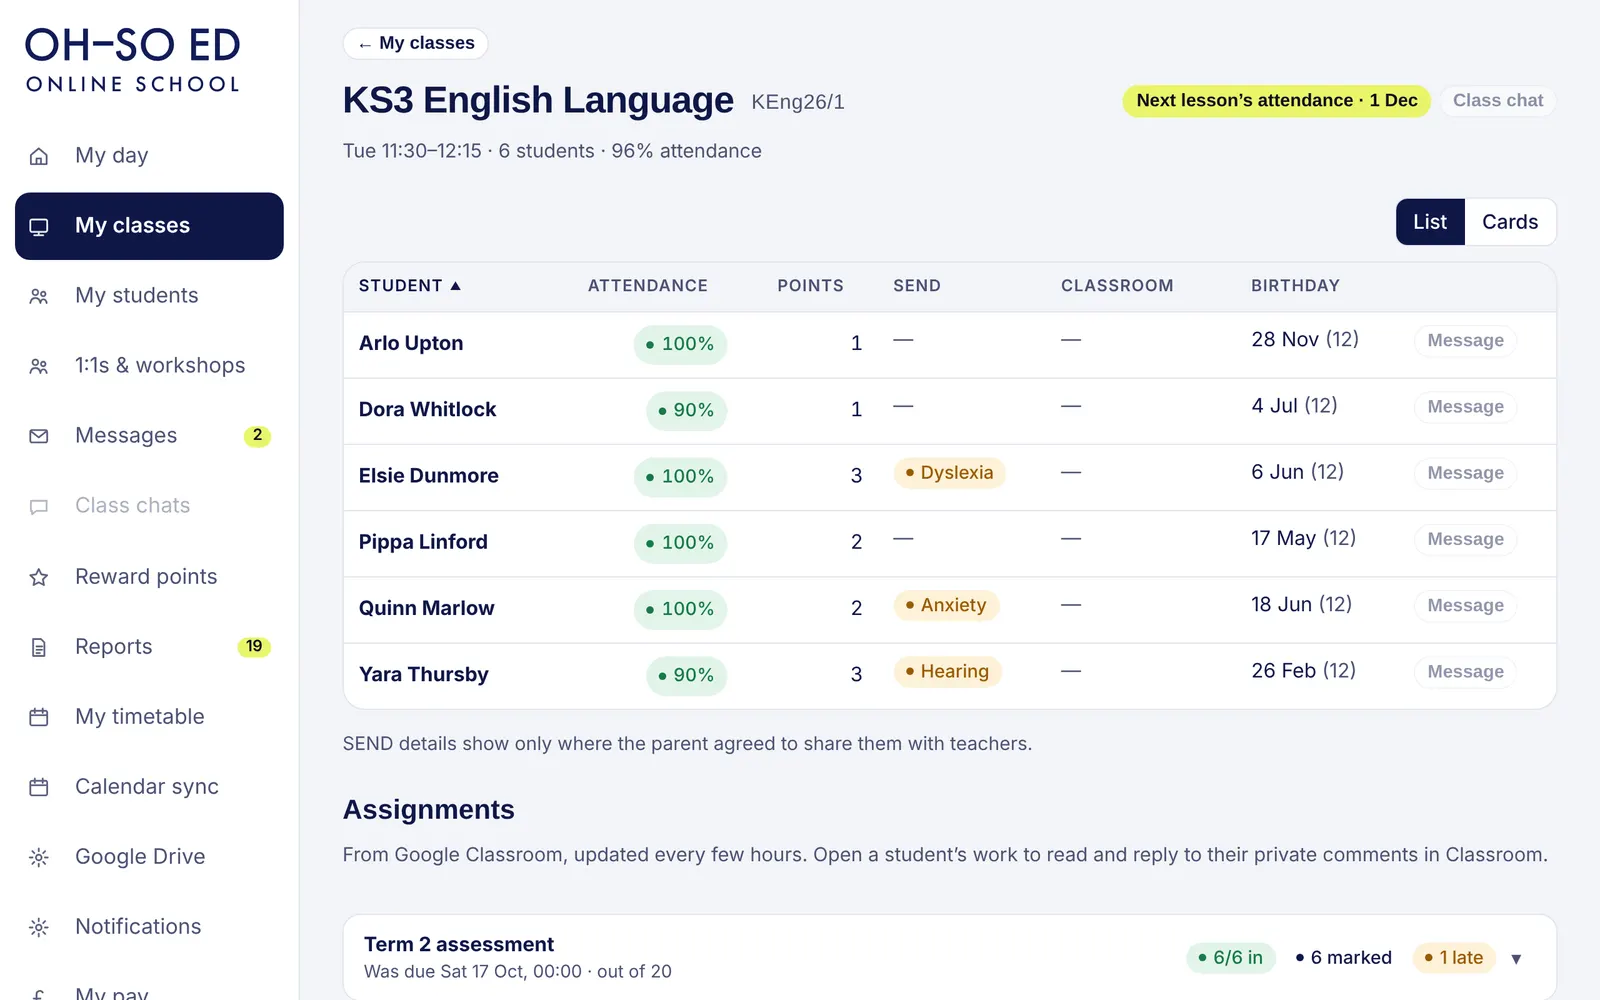 OH–SO ED
ONLINE SCHOOL
My day
My classes
My students
1:1s & workshops
Messages 2
Class chats
Reward points
Reports 19
My timetable
Calendar sync
Google Drive
Notifications
£ My pay
← My classes
KS3 English Language KEng26/1
Next lesson’s attendance · 1 Dec Class chat
Tue 11:30–12:15 · 6 students · 96% attendance
List Cards
STUDENT ▲ ATTENDANCE POINTS SEND CLASSROOM BIRTHDAY
Arlo Upton • 100% 1 — — 28 Nov (12) Message
Dora Whitlock • 90% 1 — — 4 Jul (12) Message
Elsie Dunmore • 100% 3 • Dyslexia — 6 Jun (12) Message
Pippa Linford • 100% 2 — — 17 May (12) Message
Quinn Marlow • 100% 2 • Anxiety — 18 Jun (12) Message
Yara Thursby • 90% 3 • Hearing — 26 Feb (12) Message
SEND details show only where the parent agreed to share them with teachers.
Assignments
From Google Classroom, updated every few hours. Open a student’s work to read and reply to their private comments in Classroom.
Term 2 assessment
Was due Sat 17 Oct, 00:00 · out of 20
• 6/6 in • 6 marked • 1 late ▼